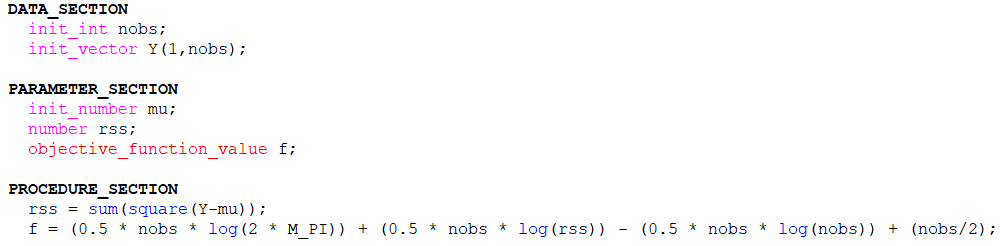 DATA_SECTION
init_int nobs;
init_vector Y(1,nobs);
PARAMETER_SECTION
init_number mu;
number rss;
objective_function_value f;
PROCEDURE_SECTION
rss = sum(square(Y-mu));
f = (0.5 * nobs * log(2 * M_PI)) + (0.5 * nobs * log(rss)) - (0.5 * nobs * log(nobs)) + (nobs/2);